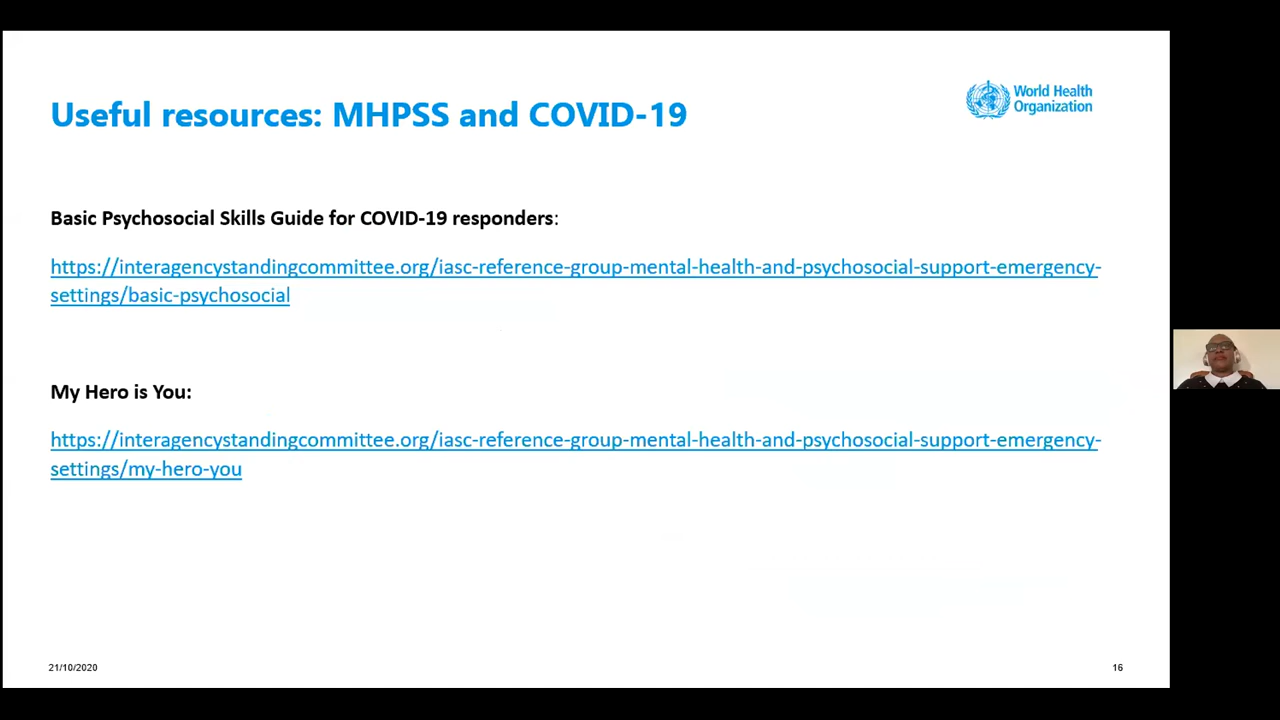 Useful resources: MHPSS and COVID-19
World Health
Organization
Basic Psychosocial Skills Guide for COVID-19 responders:
https://interagencystandingcommittee.org/iasc-reference-group-mental-health-and-psychosocial-support-emergency-
settings/basic-psychosocial
My Hero is You:
https://interagencystandingcommittee.org/iasc-reference-group-mental-health-and-psychosocial-support-emergency-
settings/my-hero-you
21/10/2020
16